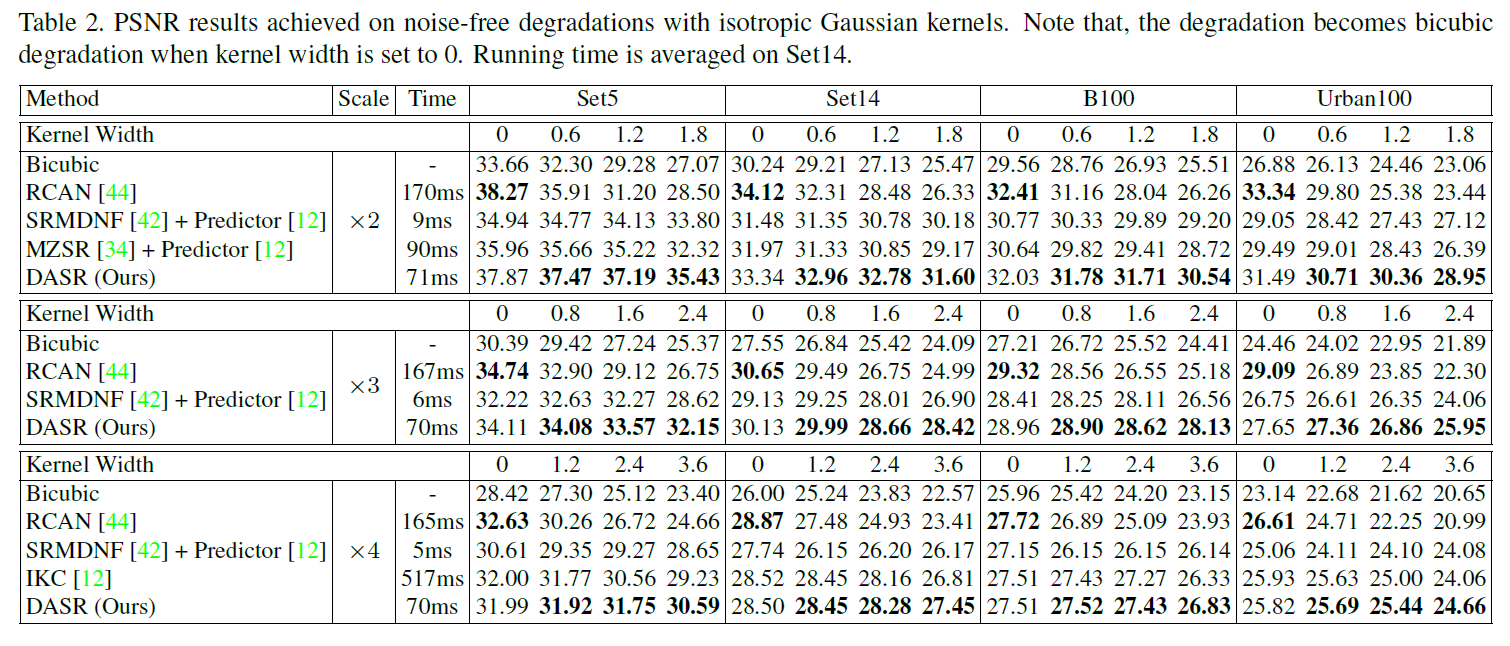 Table 2. PSNR results achieved on noise-free degradations with isotropic Gaussian kernels. Note that, the degradation becomes bicubic
degradation when kernel width is set to 0. Running time is averaged on Set14.
Method Scale Time Set5 Set14 B100 Urban100
Kernel Width 0 0.6 1.2 1.8 0 0.6 1.2 1.8 0 0.6 1.2 1.8 0 0.6 1.2 1.8
Bicubic - 33.66 32.30 29.28 27.07 30.24 29.21 27.13 25.47 29.56 28.76 26.93 25.51 26.88 26.13 24.46 23.06
RCAN [44] 170ms 38.27 35.91 31.20 28.50 34.12 32.31 28.48 26.33 32.41 31.16 28.04 26.26 33.34 29.80 25.38 23.44
SRMDNF [42] + Predictor [12] ×2 9ms 34.94 34.77 34.13 33.80 31.48 31.35 30.78 30.18 30.77 30.33 29.89 29.20 29.05 28.42 27.43 27.12
MZSR [34] + Predictor [12] 90ms 35.96 35.66 35.22 32.32 31.97 31.33 30.85 29.17 30.64 29.82 29.41 28.72 29.49 29.01 28.43 26.39
DASR (Ours) 71ms 37.87 37.47 37.19 35.43 33.34 32.96 32.78 31.60 32.03 31.78 31.71 30.54 31.49 30.71 30.36 28.95
Kernel Width 0 0.8 1.6 2.4 0 0.8 1.6 2.4 0 0.8 1.6 2.4 0 0.8 1.6 2.4
Bicubic - 30.39 29.42 27.24 25.37 27.55 26.84 25.42 24.09 27.21 26.72 25.52 24.41 24.46 24.02 22.95 21.89
RCAN [44] ×3 167ms 34.74 32.90 29.12 26.75 30.65 29.49 26.75 24.99 29.32 28.56 26.55 25.18 29.09 26.89 23.85 22.30
SRMDNF [42] + Predictor [12] 6ms 32.22 32.63 32.27 28.62 29.13 29.25 28.01 26.90 28.41 28.25 28.11 26.56 26.75 26.61 26.35 24.06
DASR (Ours) 70ms 34.11 34.08 33.57 32.15 30.13 29.99 28.66 28.42 28.96 28.90 28.62 28.13 27.65 27.36 26.86 25.95
Kernel Width 0 1.2 2.4 3.6 0 1.2 2.4 3.6 0 1.2 2.4 3.6 0 1.2 2.4 3.6
Bicubic - 28.42 27.30 25.12 23.40 26.00 25.24 23.83 22.57 25.96 25.42 24.20 23.15 23.14 22.68 21.62 20.65
RCAN [44] 165ms 32.63 30.26 26.72 24.66 28.87 27.48 24.93 23.41 27.72 26.89 25.09 23.93 26.61 24.71 22.25 20.99
SRMDNF [42] + Predictor [12] ×4 5ms 30.61 29.35 29.27 28.65 27.74 26.15 26.20 26.17 27.15 26.15 26.15 26.14 25.06 24.11 24.10 24.08
IKC [12] 517ms 32.00 31.77 30.56 29.23 28.52 28.45 28.16 26.81 27.51 27.43 27.27 26.33 25.93 25.63 25.00 24.06
DASR (Ours) 70ms 31.99 31.92 31.75 30.59 28.50 28.45 28.28 27.45 27.51 27.52 27.43 26.83 25.82 25.69 25.44 24.66